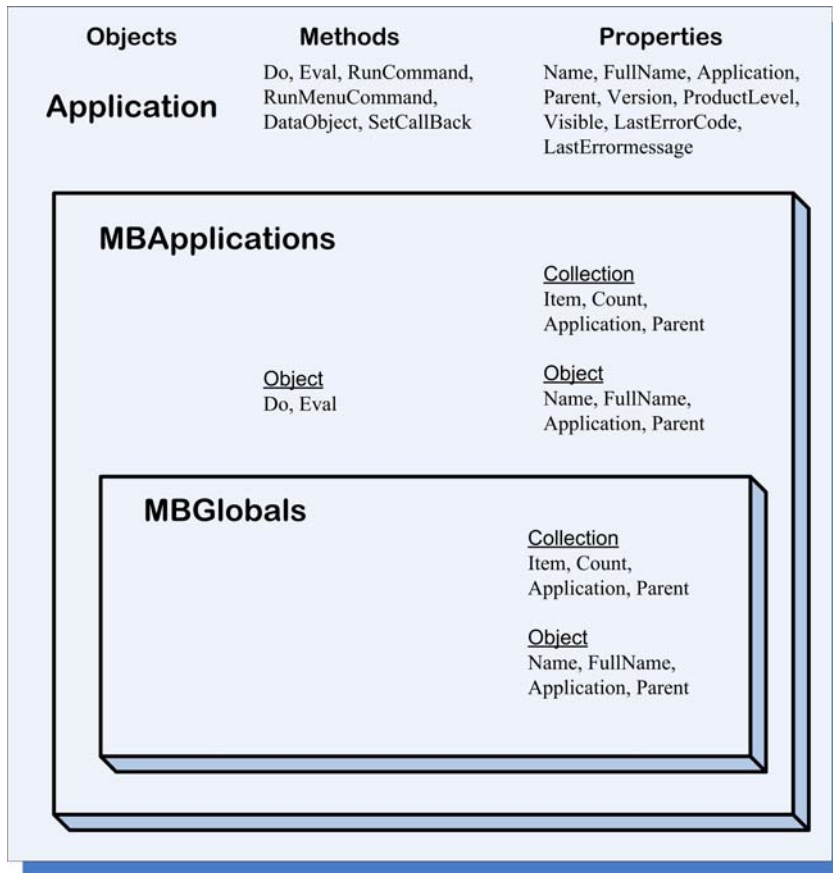 Objects Methods Properties
Application
Do, Eval, RunCommand,
RunMenuCommand,
DataObject, SetCallBack
Name, FullName, Application,
Parent, Version, ProductLevel,
Visible, LastErrorCode,
LastErrormessage
MBApplications
Collection
Item, Count,
Application, Parent
Object
Do, Eval
Object
Name, FullName,
Application, Parent
MBGlobals
Collection
Item, Count,
Application, Parent
Object
Name, FullName,
Application, Parent